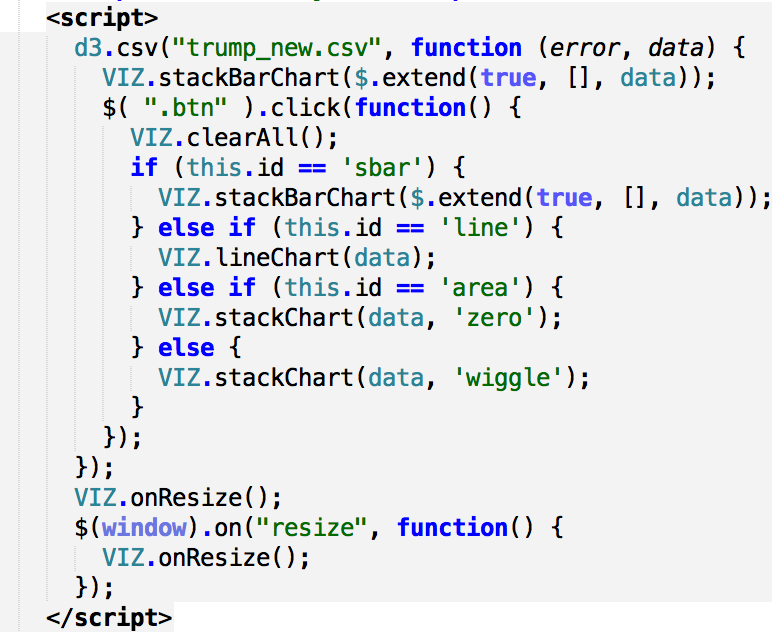 <script>
d3.csv("trump_new.csv", function (error, data) {
VIZ.stackBarChart($.extend(true, [], data));
$( ".btn" ).click(function() {
VIZ.clearAll();
if (this.id == 'sbar') {
VIZ.stackBarChart($.extend(true, [], data));
} else if (this.id == 'line') {
VIZ.lineChart(data);
} else if (this.id == 'area') {
VIZ.stackChart(data, 'zero');
} else {
VIZ.stackChart(data, 'wiggle');
}
});
});
VIZ.onResize();
$(window).on("resize", function() {
VIZ.onResize();
});
</script>